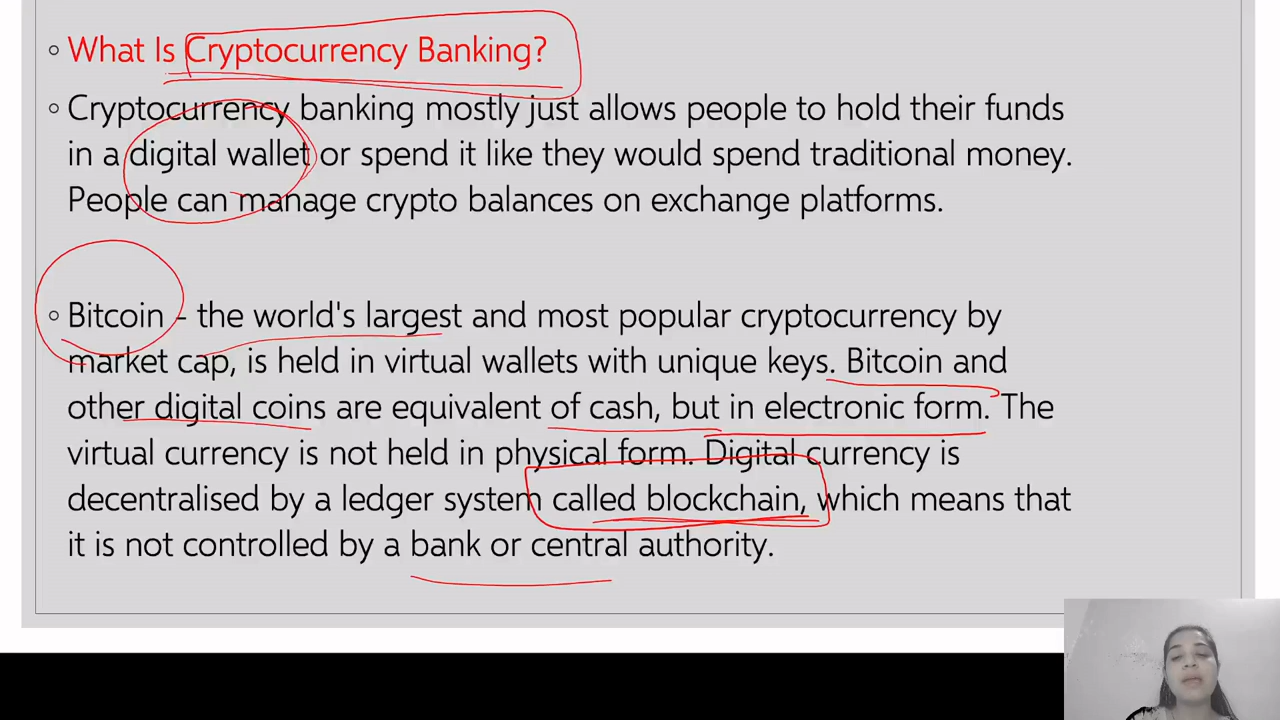 What Is Cryptocurrency Banking?
Cryptocurrency banking mostly just allows people to hold their funds
in a digital wallet or spend it like they would spend traditional money.
People can manage crypto balances on exchange platforms.
Bitcoin - the world's largest and most popular cryptocurrency by
market cap, is held in virtual wallets with unique keys. Bitcoin and
other digital coins are equivalent of cash, but in electronic form. The
virtual currency is not held in physical form. Digital currency is
decentralised by a ledger system called blockchain, which means that
it is not controlled by a bank or central authority.